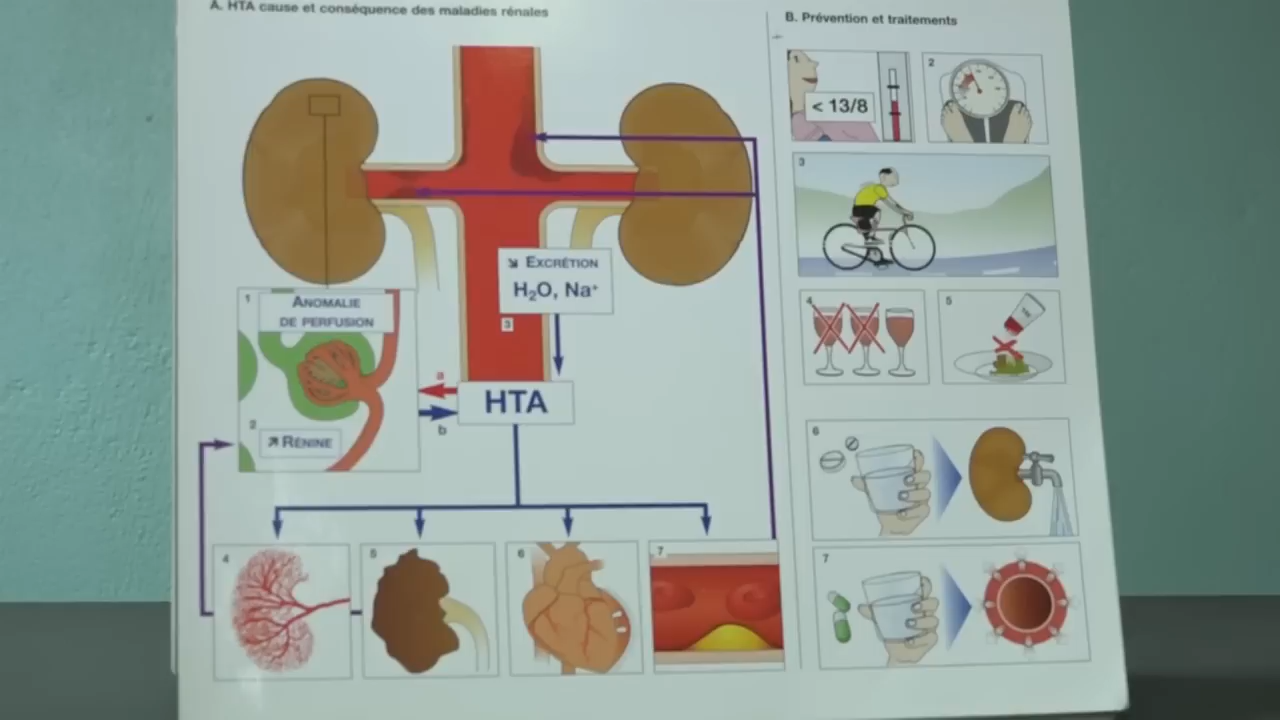 A. HTA cause et conséquence des maladies rénales
B. Prévention et traitements
1
ANOMALIE
DE PERFUSION
2
↗ RÉNINE
↘ EXCRÉTION
H₂O, Na⁺
3
a
b
HTA
4
5
6
7
1
< 13/8
2
3
4
5
6
7